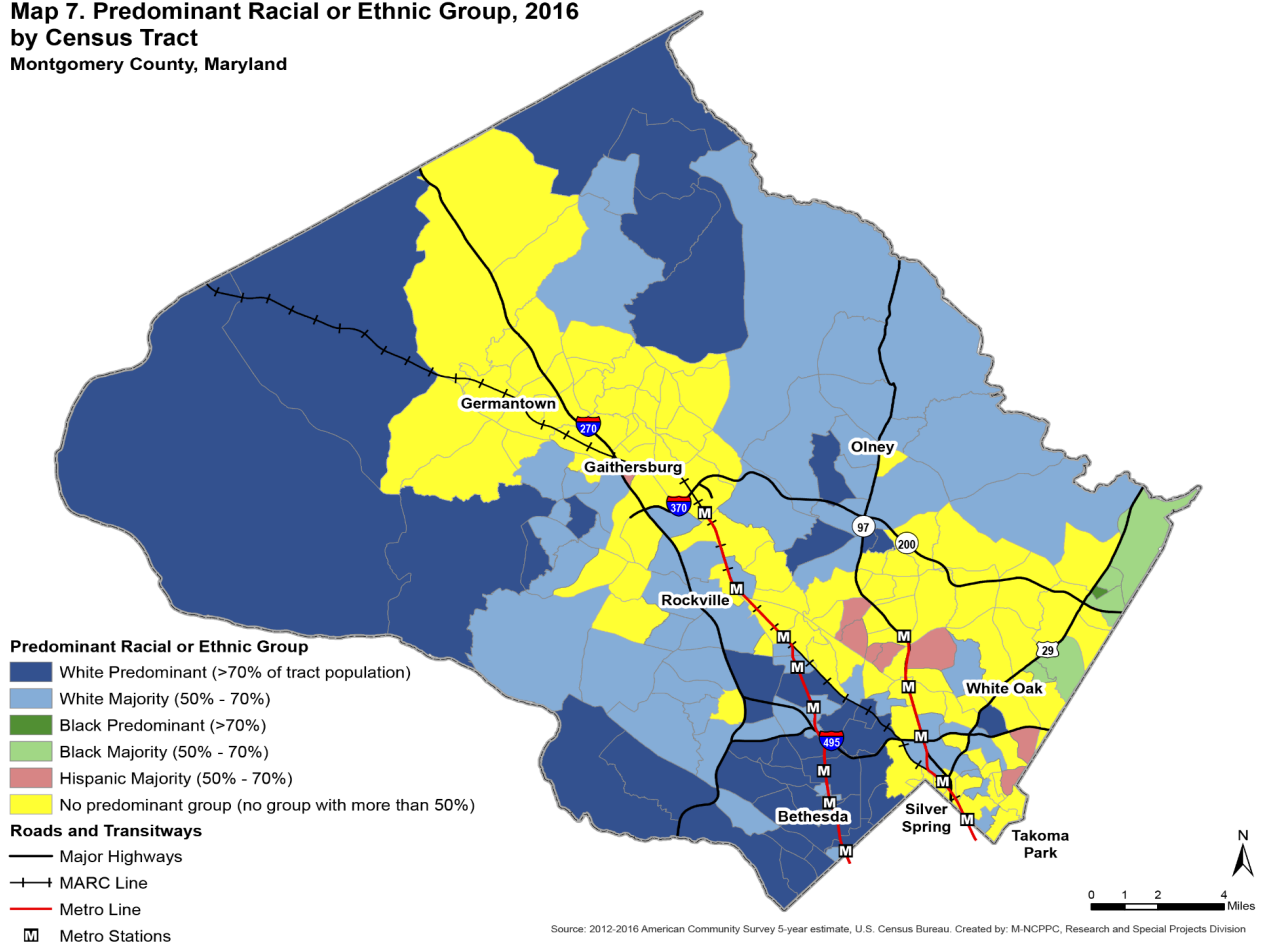 Map 7. Predominant Racial or Ethnic Group, 2016
by Census Tract
Montgomery County, Maryland
Germantown
270
Gaithersburg
370
M
Olney
97
200
Rockville
M
M
M
M
29
M
White Oak
M
M
495
M
M
M
Bethesda
M
Silver
Spring
M
Takoma
Park
M
Predominant Racial or Ethnic Group
White Predominant (>70% of tract population)
White Majority (50% - 70%)
Black Predominant (>70%)
Black Majority (50% - 70%)
Hispanic Majority (50% - 70%)
No predominant group (no group with more than 50%)
Roads and Transitways
Major Highways
MARC Line
Metro Line
M Metro Stations
N
0 1 2 4
Miles
Source: 2012-2016 American Community Survey 5-year estimate, U.S. Census Bureau. Created by: M-NCPPC, Research and Special Projects Division